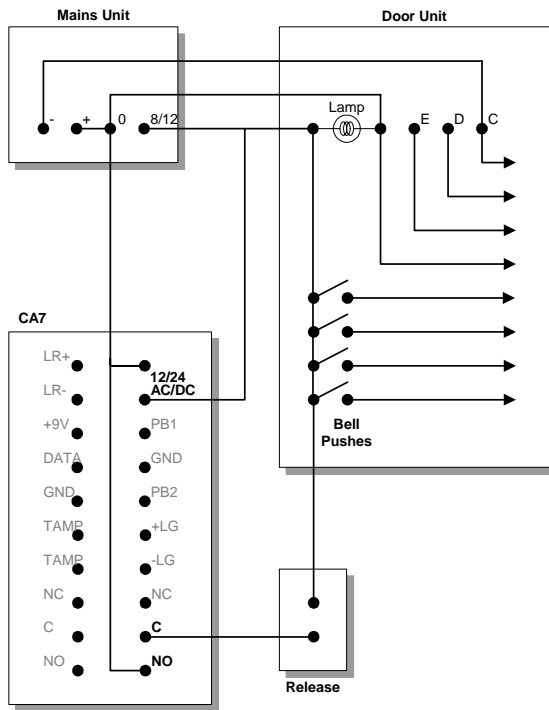 Mains Unit
Door Unit
- + 0 8/12
Lamp
E D C
CA7
LR+
12/24
AC/DC
LR-
+9V PB1
DATA GND
GND PB2
TAMP +LG
TAMP -LG
NC NC
C C
NO NO
Bell
Pushes
Release